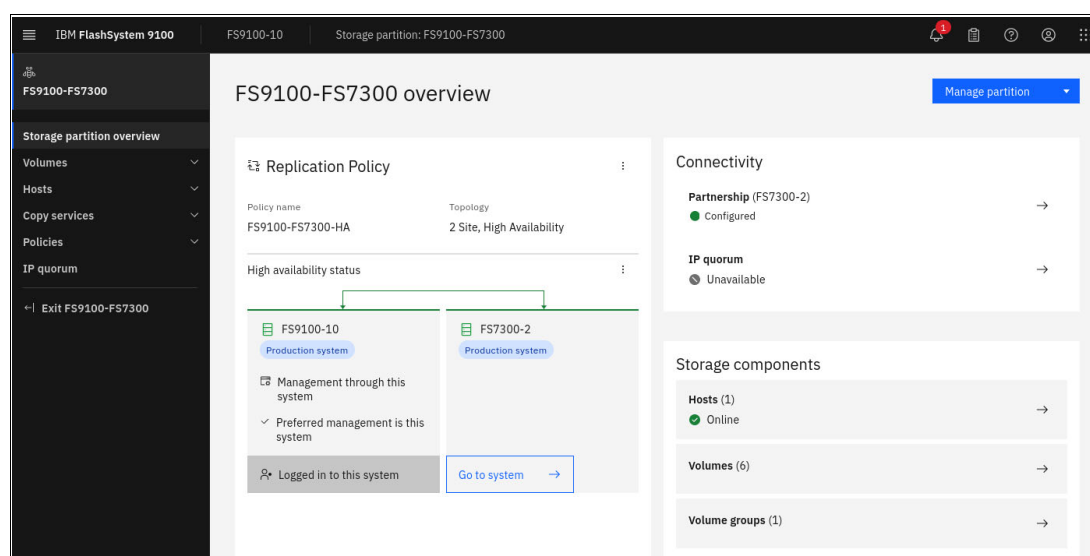 IBM FlashSystem 9100
FS9100-10
Storage partition: FS9100-FS7300
1
FS9100-FS7300
Storage partition overview
Volumes
Hosts
Copy services
Policies
IP quorum
Exit FS9100-FS7300
FS9100-FS7300 overview
Manage partition
Replication Policy
Policy name
Topology
FS9100-FS7300-HA
2 Site, High Availability
High availability status
FS9100-10
Production system
Management through this
system
Preferred management is this
system
Logged in to this system
FS7300-2
Production system
Go to system
Connectivity
Partnership (FS7300-2)
Configured
IP quorum
Unavailable
Storage components
Hosts (1)
Online
Volumes (6)
Volume groups (1)